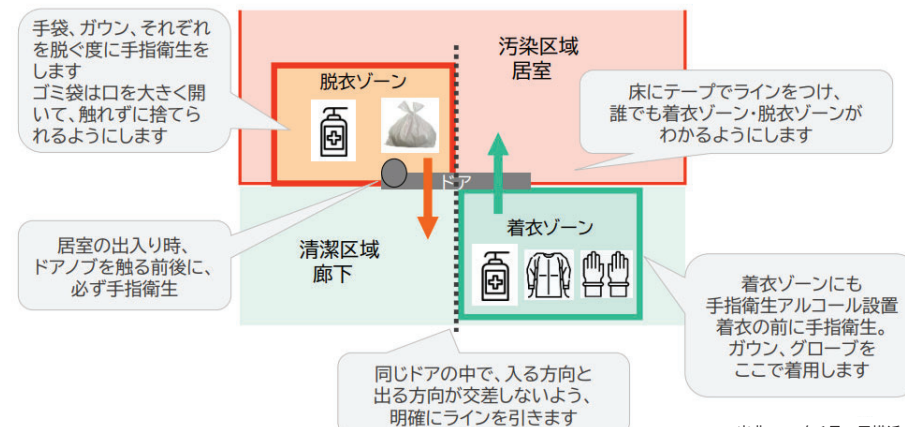 手袋、ガウン、それぞれ
を脱ぐ度に手指衛生を
します
ゴミ袋は口を大きく開
いて、触れずに捨てら
れるようにします
脱衣ゾーン
汚染区域
居室
床にテープでラインをつけ、
誰でも着衣ゾーン・脱衣ゾーンが
わかるようにします
ドア
居室の出入り時、
ドアノブを触る前後に、
必ず手指衛生
清潔区域
廊下
着衣ゾーン
着衣ゾーンにも
手指衛生アルコール設置
着衣の前に手指衛生。
ガウン、グローブを
ここで着用します
同じドアの中で、入る方向と
出る方向が交差しないよう、
明確にラインを引きます